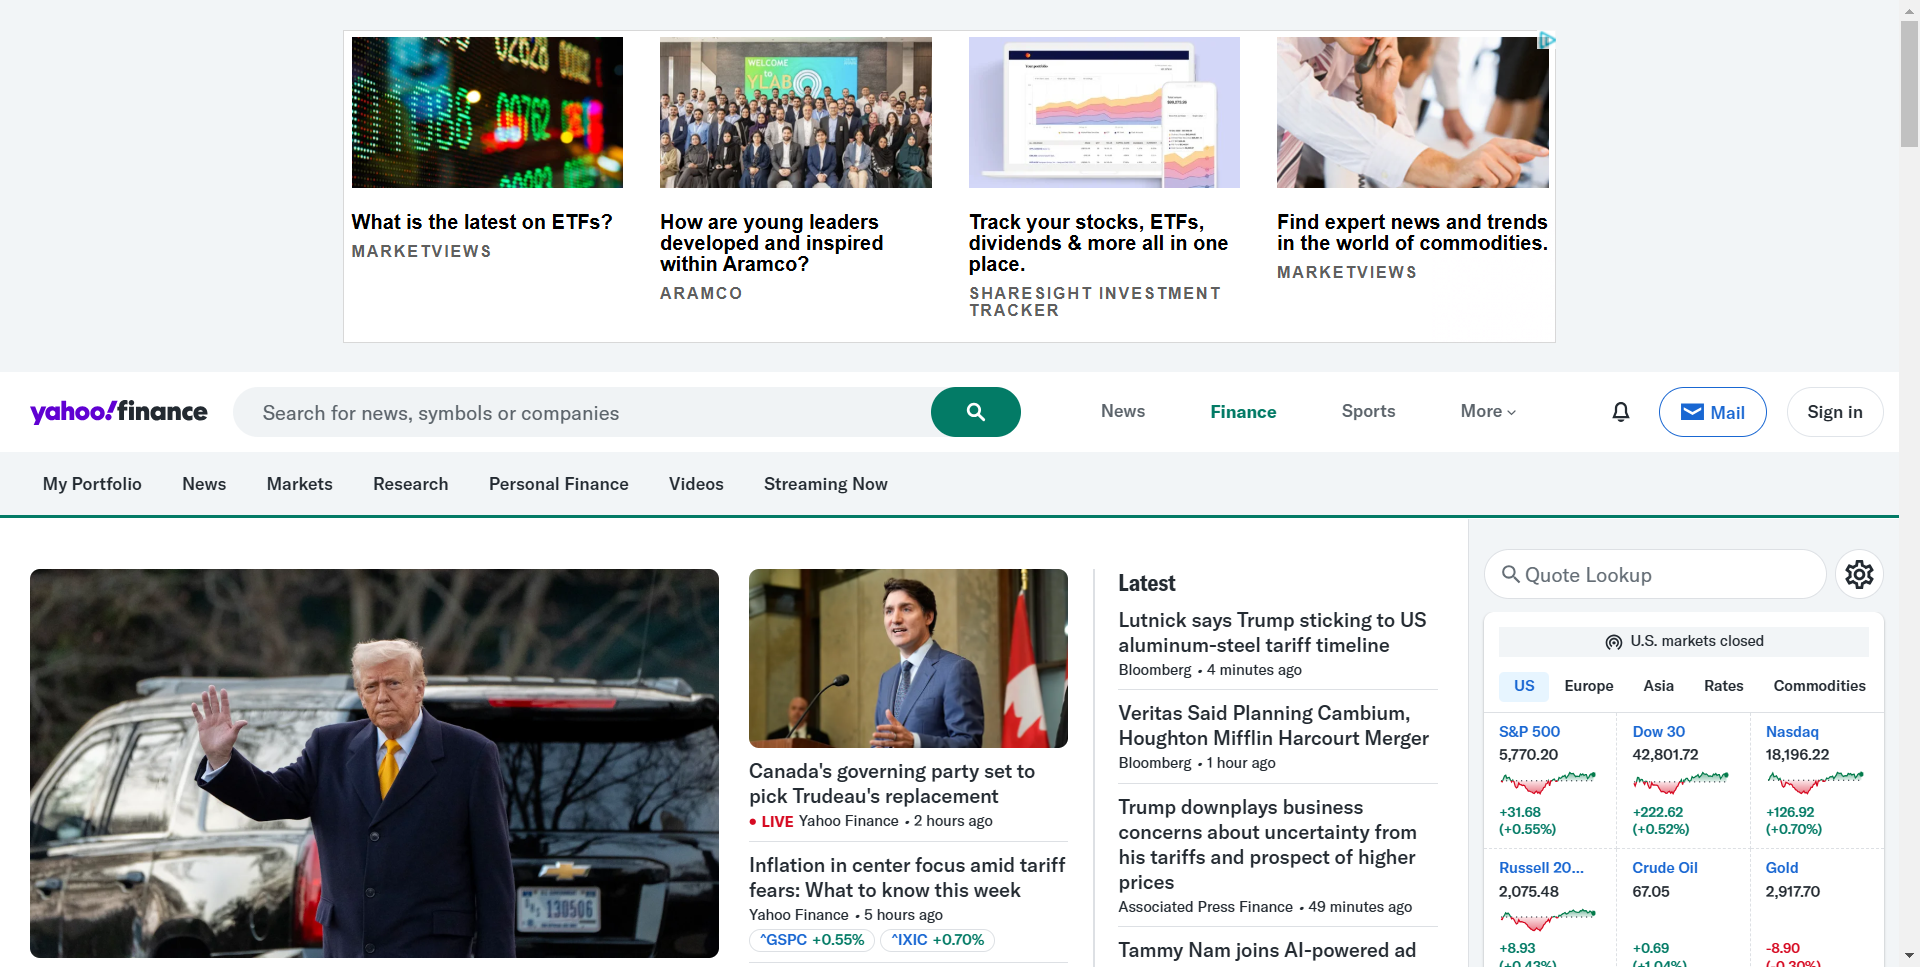 What is the latest on ETFs?
MARKETVIEWS
WELCOME
to
YLAB
How are young leaders
developed and inspired
within Aramco?
ARAMCO
Track your stocks, ETFs,
dividends & more all in one
place.
SHARESIGHT INVESTMENT
TRACKER
Find expert news and trends
in the world of commodities.
MARKETVIEWS
yahoo!finance
Search for news, symbols or companies
News
Finance
Sports
More
Mail
Sign in
My Portfolio
News
Markets
Research
Personal Finance
Videos
Streaming Now
130506
Canada's governing party set to
pick Trudeau's replacement
• LIVE Yahoo Finance • 2 hours ago
Inflation in center focus amid tariff
fears: What to know this week
Yahoo Finance • 5 hours ago
^GSPC +0.55%
^IXIC +0.70%
Latest
Lutnick says Trump sticking to US
aluminum-steel tariff timeline
Bloomberg • 4 minutes ago
Veritas Said Planning Cambium,
Houghton Mifflin Harcourt Merger
Bloomberg • 1 hour ago
Trump downplays business
concerns about uncertainty from
his tariffs and prospect of higher
prices
Associated Press Finance • 49 minutes ago
Tammy Nam joins AI-powered ad
Quote Lookup
U.S. markets closed
US
Europe
Asia
Rates
Commodities
S&P 500
5,770.20
+31.68
(+0.55%)
Dow 30
42,801.72
+222.62
(+0.52%)
Nasdaq
18,196.22
+126.92
(+0.70%)
Russell 20...
2,075.48
+8.93
(+0.43%)
Crude Oil
67.05
+0.69
(+1.04%)
Gold
2,917.70
-8.90
(-0.30%)